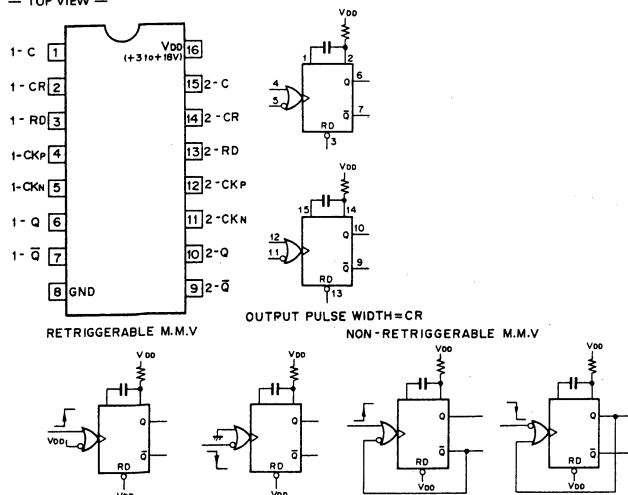 — TOP VIEW —
1-C 1
1-CR 2
1-RD 3
1-CKP 4
1-CKN 5
1-Q 6
1-Q̅ 7
8 GND
VDD 16
(+3 to +18V)
15 2-C
14 2-CR
13 2-RD
12 2-CKP
11 2-CKN
10 2-Q
9 2-Q̅
VDD
1 2
4
5
Q 6
Q̅ 7
RD
3
VDD
15 14
12
11
Q 10
Q̅ 9
RD
13
OUTPUT PULSE WIDTH=CR
RETRIGGERABLE M.M.V
NON-RETRIGGERABLE M.M.V
VDD
VDD
Q
Q̅
RD
VDD
VDD
Q
Q̅
RD
VDD
VDD
Q
Q̅
RD
VDD
VDD
Q
Q̅
RD
VDD